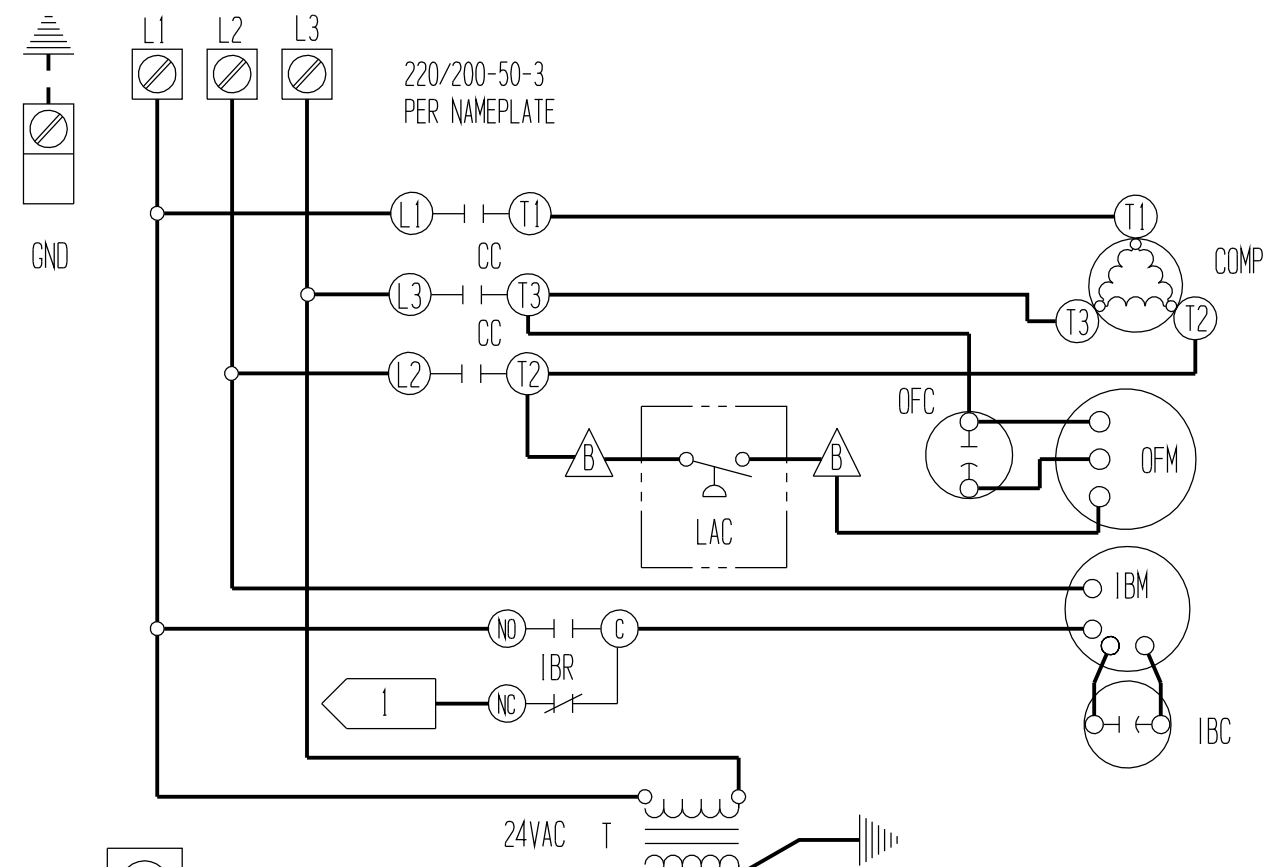 L1
L2
L3
220/200-50-3
PER NAMEPLATE
GND
L1
T1
T1
CC
COMP
L3
T3
T3
T2
CC
L2
T2
OFC
B
B
OFM
LAC
IBM
NO
C
IBR
1
NC
IBC
24VAC T